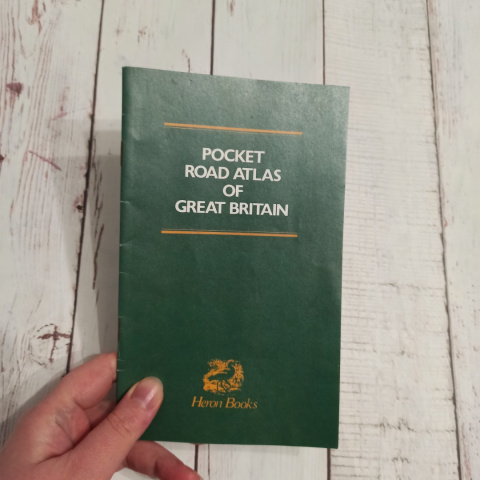 POCKET
ROAD ATLAS
OF
GREAT BRITAIN
Heron Books